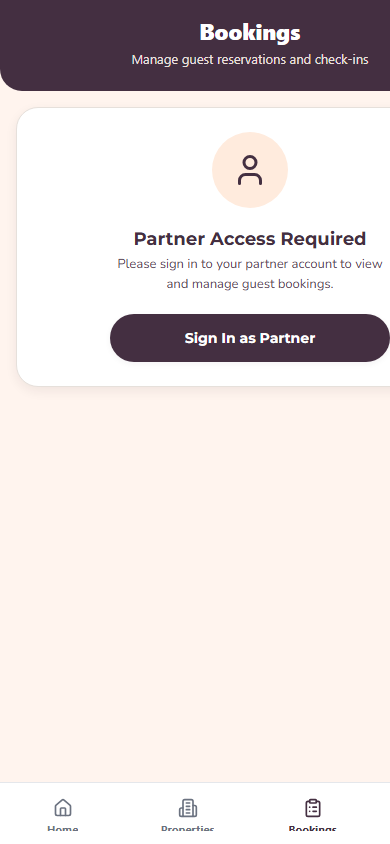 Bookings
Manage guest reservations and check-ins
Partner Access Required
Please sign in to your partner account to view
and manage guest bookings.
Sign In as Partner
Home
Properties
Bookings